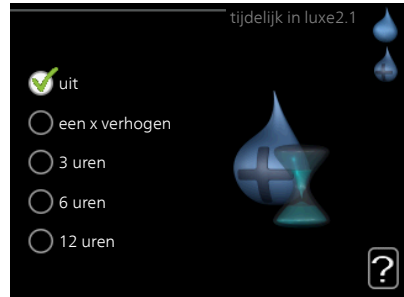 tijdelijk in luxe2.1
uit
een x verhogen
3 uren
6 uren
12 uren
?